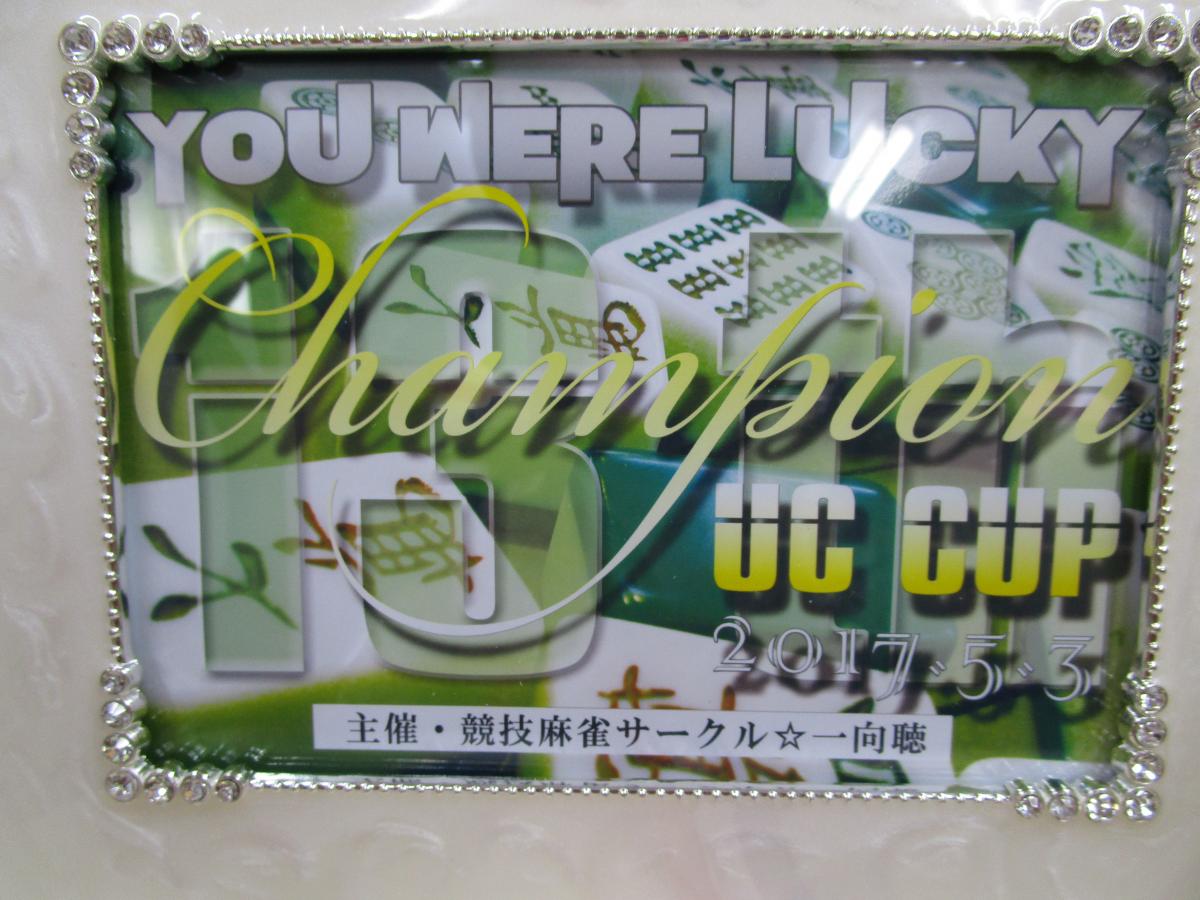 YOU WERE LUCKY
13th
Champion
UC CUP
2017.5.3
主催・競技麻雀サークル☆一向聴